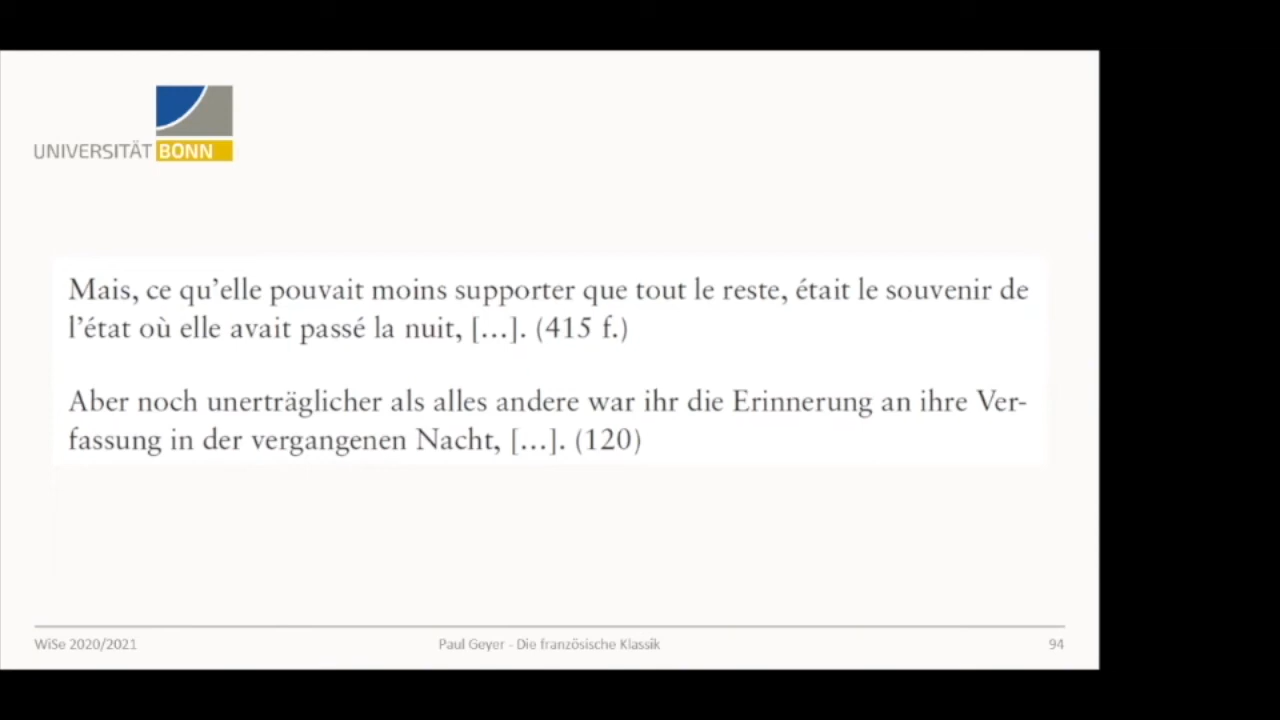 UNIVERSITÄT BONN
Mais, ce qu’elle pouvait moins supporter que tout le reste, était le souvenir de
l’état où elle avait passé la nuit, […]. (415 f.)
Aber noch unerträglicher als alles andere war ihr die Erinnerung an ihre Ver-
fassung in der vergangenen Nacht, […]. (120)
WiSe 2020/2021 Paul Geyer - Die französische Klassik 94